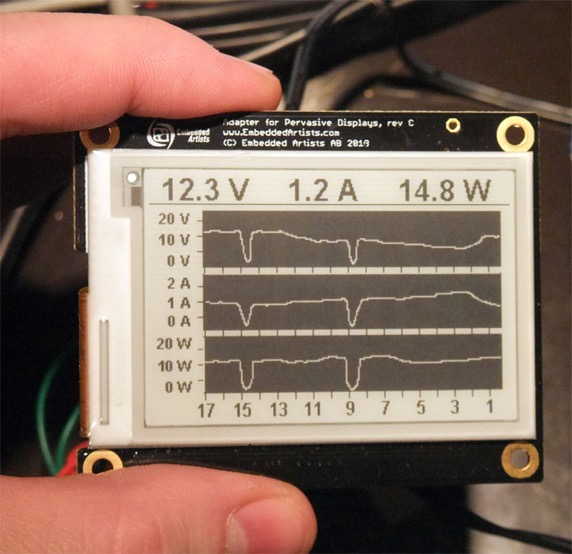 Adapter for Pervasive Displays, rev C
Embedded Artists
www.EmbeddedArtists.com
(C) Embedded Artists AB 2013
12.3 V 1.2 A 14.8 W
20 V
10 V
0 V
2 A
1 A
0 A
20 W
10 W
0 W
17 15 13 11 9 7 5 3 1